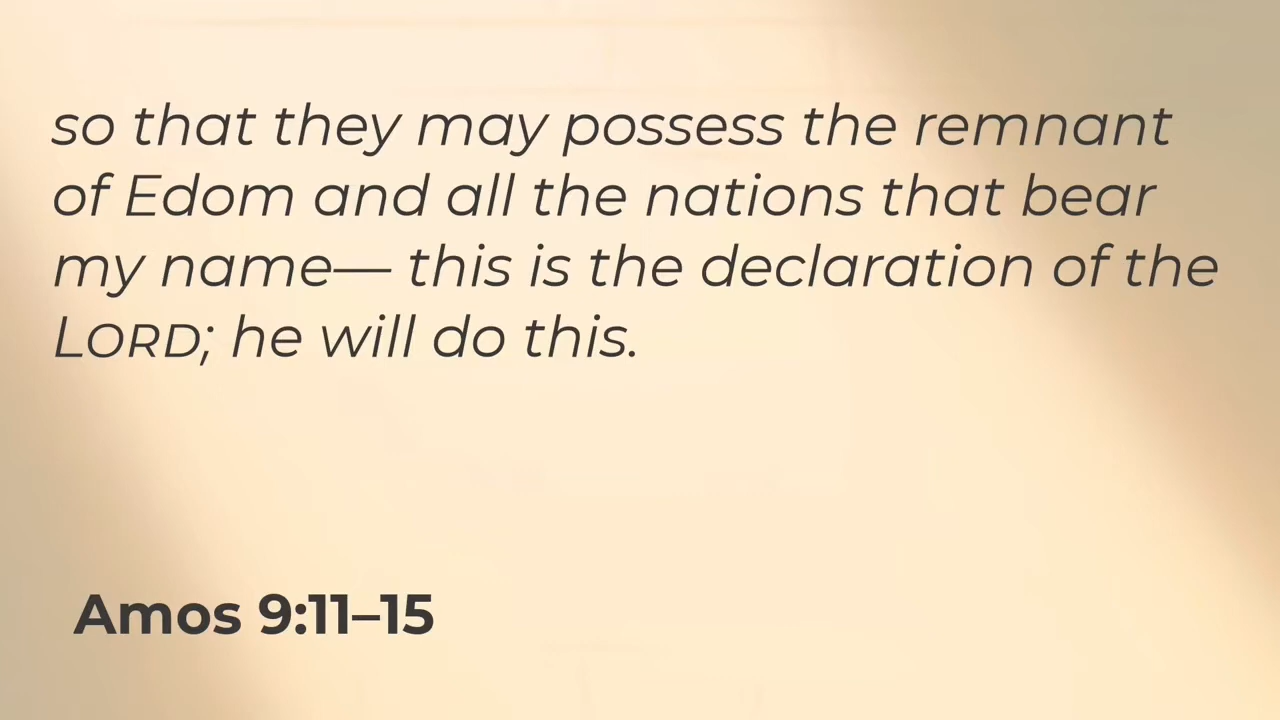 so that they may possess the remnant
of Edom and all the nations that bear
my name— this is the declaration of the
LORD; he will do this.
Amos 9:11–15